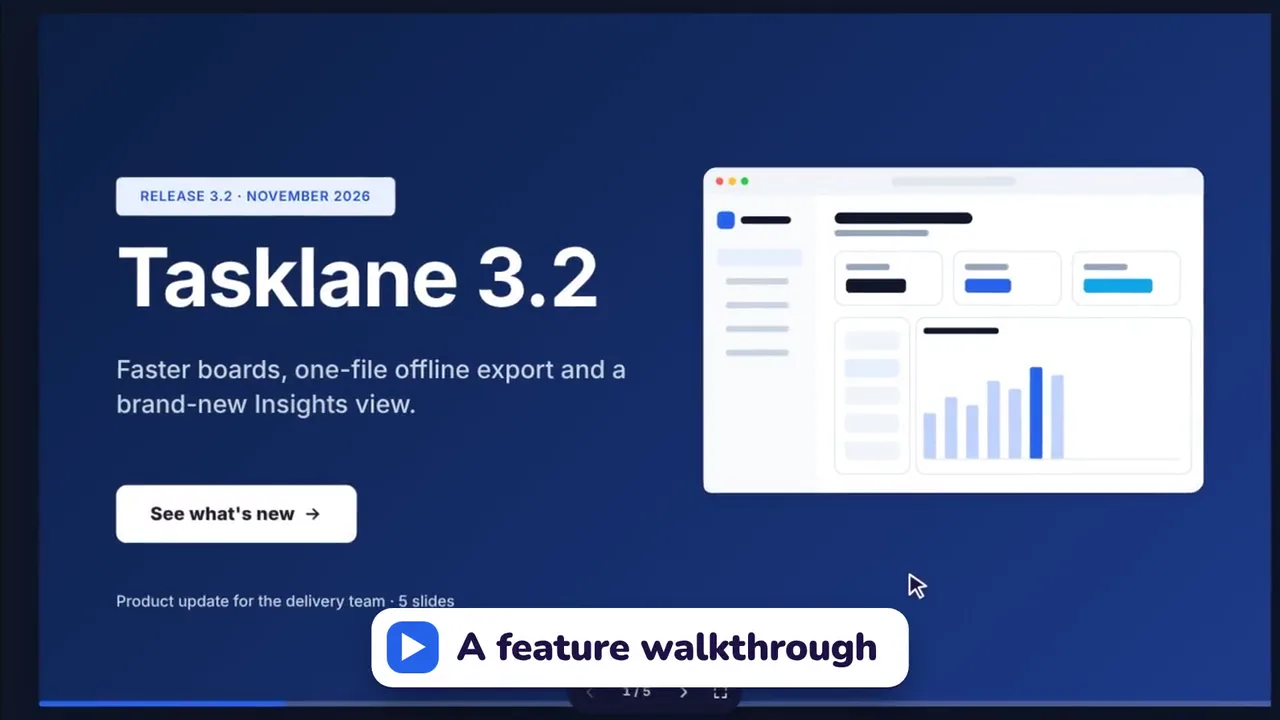 RELEASE 3.2 · NOVEMBER 2026
Tasklane 3.2
Faster boards, one-file offline export and a
brand-new Insights view.
See what's new →
Product update for the delivery team · 5 slides
A feature walkthrough
1 / 5